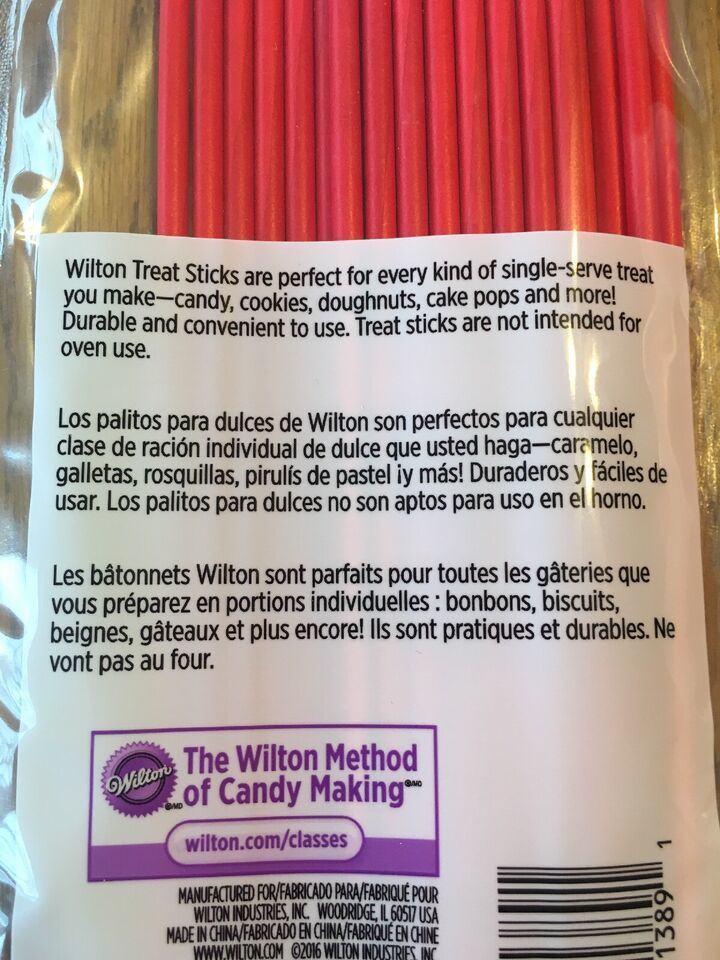 Wilton Treat Sticks are perfect for every kind of single-serve treat
you make—candy, cookies, doughnuts, cake pops and more!
Durable and convenient to use. Treat sticks are not intended for
oven use.
Los palitos para dulces de Wilton son perfectos para cualquier
clase de ración individual de dulce que usted haga—caramelo,
galletas, rosquillas, pirulís de pastel ¡y más! Duraderos y fáciles de
usar. Los palitos para dulces no son aptos para uso en el horno.
Les bâtonnets Wilton sont parfaits pour toutes les gâteries que
vous préparez en portions individuelles : bonbons, biscuits,
beignes, gâteaux et plus encore! Ils sont pratiques et durables. Ne
vont pas au four.
Wilton
®/MD
The Wilton Method
of Candy Making®/MD
wilton.com/classes
MANUFACTURED FOR/FABRICADO PARA/FABRIQUÉ POUR
WILTON INDUSTRIES, INC. WOODRIDGE, IL 60517 USA
MADE IN CHINA/FABRICADO EN CHINA/FABRIQUÉ EN CHINE
WWW.WILTON.COM ©2016 WILTON INDUSTRIES, INC
1389 1